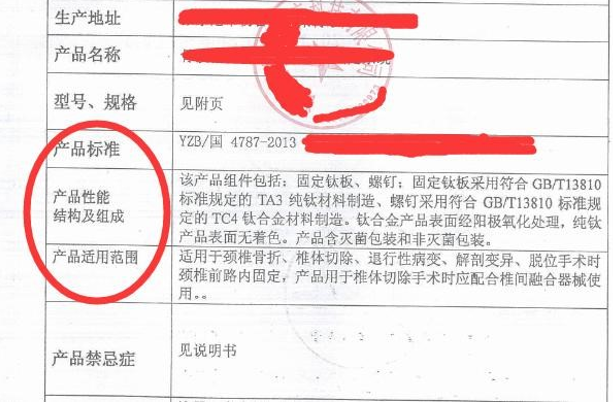 生产地址
产品名称
型号、规格
见附页
产品标准
YZB/国 4787-2013
产品性能
结构及组成
该产品组件包括：固定钛板、螺钉；固定钛板采用符合 GB/T13810
标准规定的 TA3 纯钛材料制造、螺钉采用符合 GB/T13810 标准规
定的 TC4 钛合金材料制造。钛合金产品表面经阳极氧化处理，纯钛
产品表面无着色。产品含灭菌包装和非灭菌包装。
产品适用范围
适用于颈椎骨折、椎体切除、退行性病变、解剖变异、脱位手术时
颈椎前路内固定，产品用于椎体切除手术时应配合椎间融合器械使
用。。
产品禁忌症
见说明书